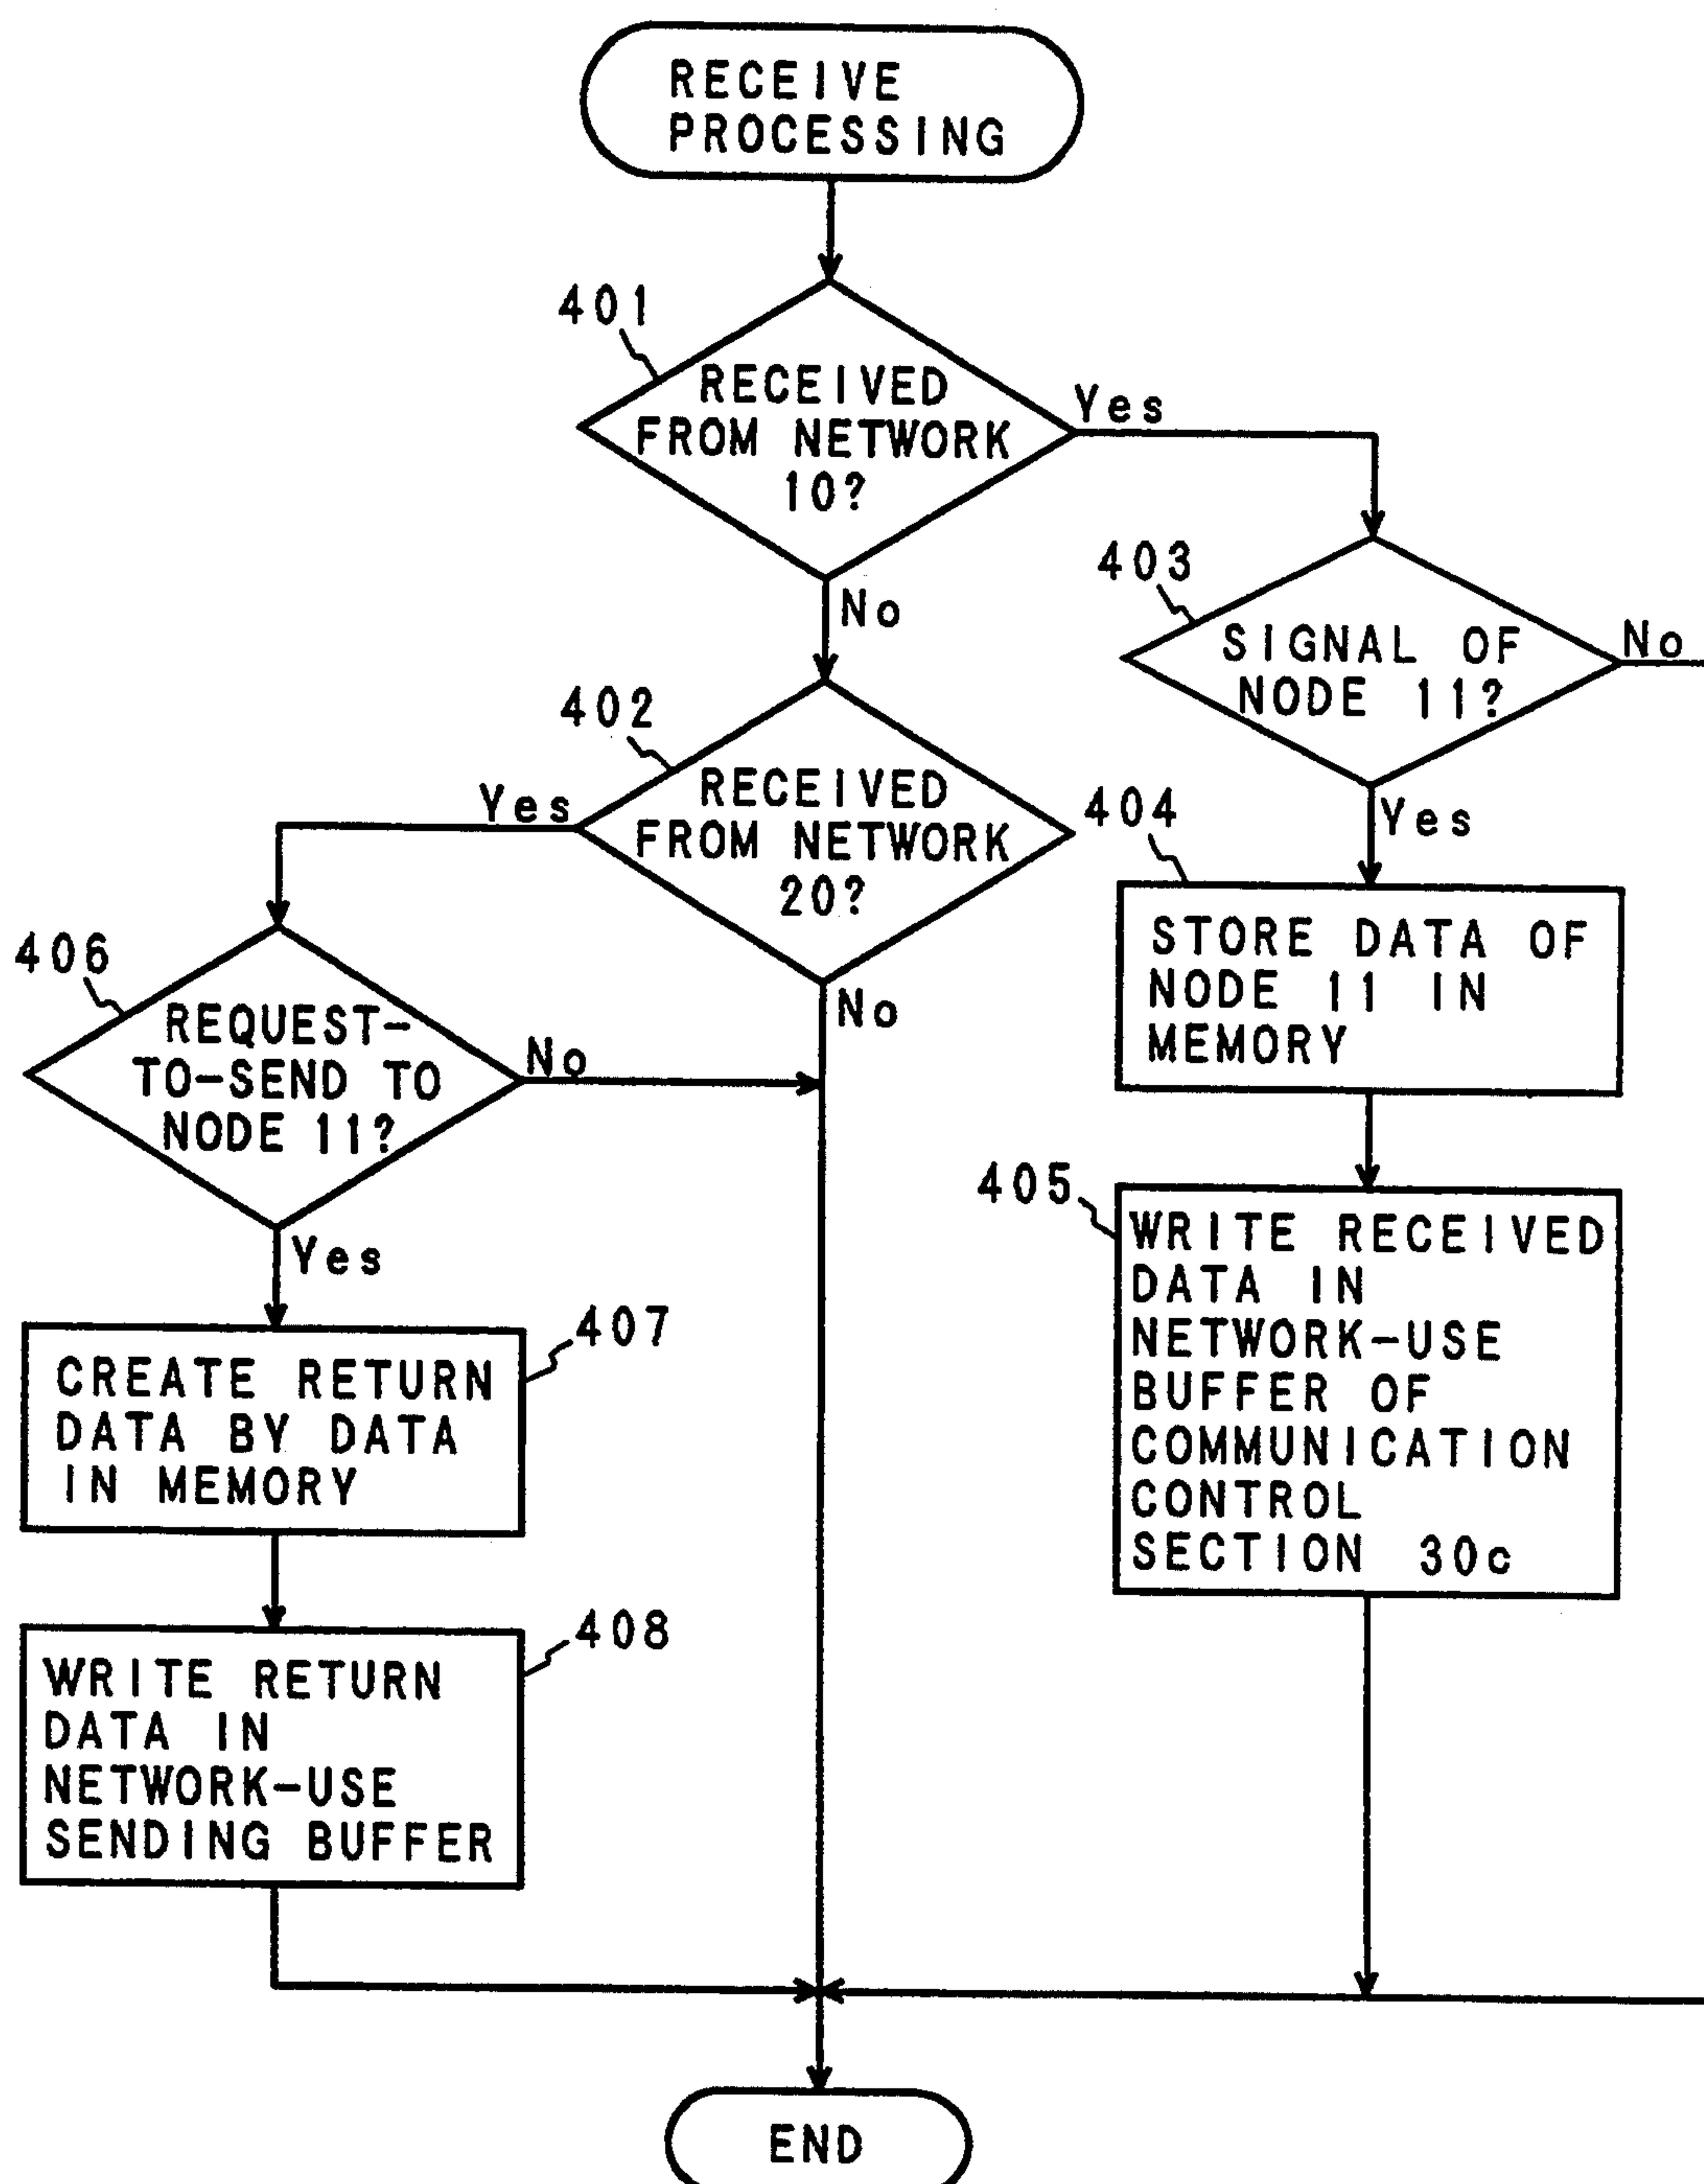 RECEIVE
PROCESSING
401
RECEIVED
FROM NETWORK
10?
Yes
No
403
SIGNAL OF
NODE 11?
No
Yes
402
RECEIVED
FROM NETWORK
20?
Yes
No
404
STORE DATA OF
NODE 11 IN
MEMORY
406
REQUEST-
TO-SEND TO
NODE 11?
No
Yes
405
WRITE RECEIVED
DATA IN
NETWORK-USE
BUFFER OF
COMMUNICATION
CONTROL
SECTION 30c
407
CREATE RETURN
DATA BY DATA
IN MEMORY
408
WRITE RETURN
DATA IN
NETWORK-USE
SENDING BUFFER
END